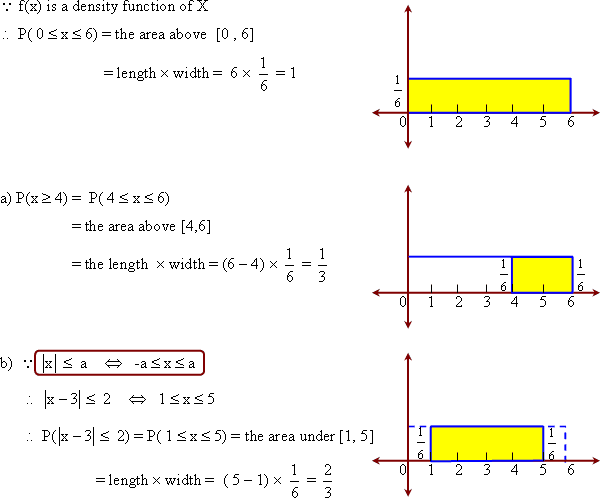 ∵ f(x) is a density function of X
∴ P( 0 ≤ x ≤ 6) = the area above [0 , 6]
= length × width = 6 × 1/6 = 1
1/6
0 1 2 3 4 5 6
a) P(x ≥ 4) = P( 4 ≤ x ≤ 6)
= the area above [4,6]
= the length × width = (6 − 4) × 1/6 = 1/3
1/6 1/6
0 1 2 3 4 5 6
b) ∵ |x| ≤ a ⇔ -a ≤ x ≤ a
∴ |x − 3| ≤ 2 ⇔ 1 ≤ x ≤ 5
∴ P(|x − 3| ≤ 2) = P( 1 ≤ x ≤ 5) = the area under [1, 5]
= length × width = ( 5 − 1) × 1/6 = 2/3
1/6 1/6
0 1 2 3 4 5 6